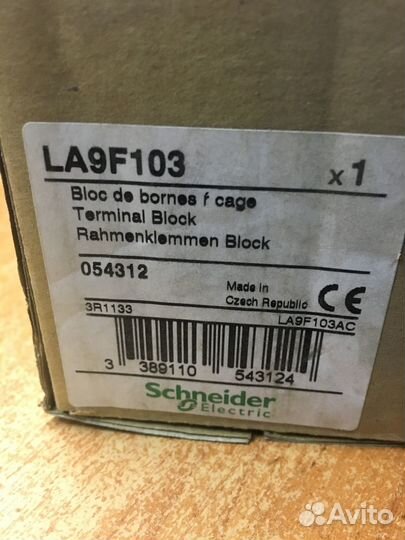 LA9F103 x 1
Bloc de bornes f cage
Terminal Block
Rahmenklemmen Block
054312
Made in
Czech Republic CE
3R1133 LA9F103AC
3 389110 543124
Schneider
Electric
Avito